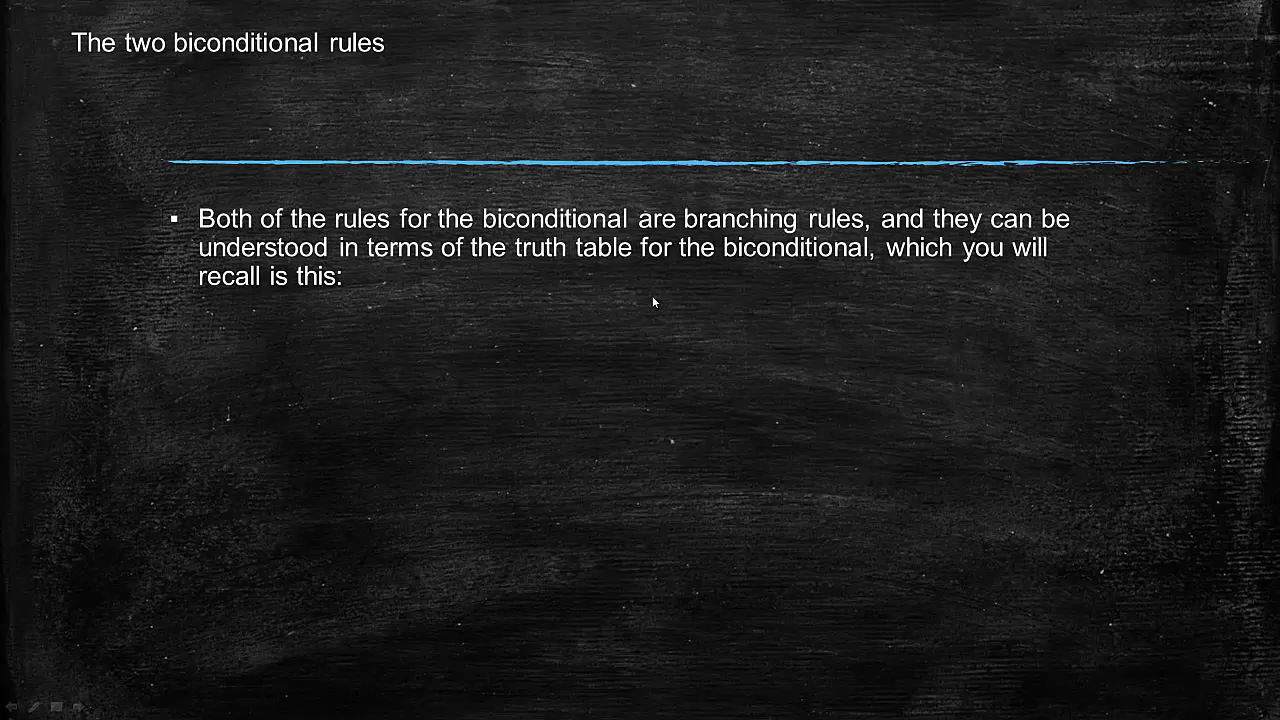 The two biconditional rules
▪ Both of the rules for the biconditional are branching rules, and they can be
understood in terms of the truth table for the biconditional, which you will
recall is this: